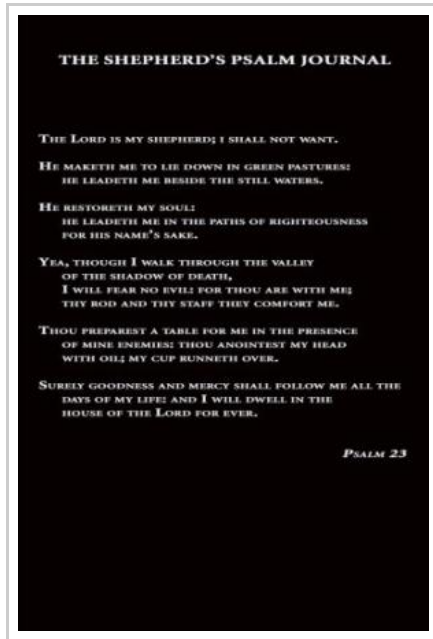 THE SHEPHERD'S PSALM JOURNAL
THE LORD IS MY SHEPHERD; I SHALL NOT WANT.
HE MAKETH ME TO LIE DOWN IN GREEN PASTURES:
HE LEADETH ME BESIDE THE STILL WATERS.
HE RESTORETH MY SOUL:
HE LEADETH ME IN THE PATHS OF RIGHTEOUSNESS
FOR HIS NAME'S SAKE.
YEA, THOUGH I WALK THROUGH THE VALLEY
OF THE SHADOW OF DEATH,
I WILL FEAR NO EVIL: FOR THOU ARE WITH ME;
THY ROD AND THY STAFF THEY COMFORT ME.
THOU PREPAREST A TABLE FOR ME IN THE PRESENCE
OF MINE ENEMIES: THOU ANOINTEST MY HEAD
WITH OIL; MY CUP RUNNETH OVER.
SURELY GOODNESS AND MERCY SHALL FOLLOW ME ALL THE
DAYS OF MY LIFE: AND I WILL DWELL IN THE
HOUSE OF THE LORD FOR EVER.
PSALM 23